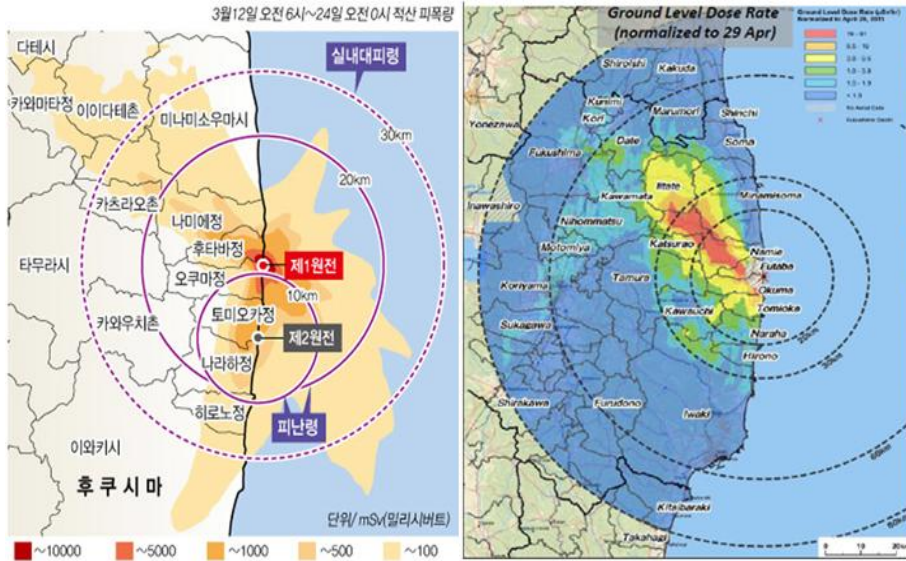 3월12일 오전 6시~24일 오전 0시 적산 피폭량
다테시
실내대피령
카와마타정
이이다테촌
미나미소우마시
30km
20km
카츠라오촌
나미에정
후타바정
제1원전
타무라시
오쿠마정
10km
토미오카정
카와우치촌
제2원전
나라하정
히로노정
피난령
이와키시
후쿠시마
단위/ mSv(밀리시버트)
~10000
~5000
~1000
~500
~100
Ground Level Dose Rate
(normalized to 29 Apr)
Normalized to April 29, 2011
Shiroishi
Kakuda
Kunimi
Kori
Marumori
Shinchi
Yonezawa
Date
Soma
Fukushima
Iitate
Inawashiro
Kawamata
Minamisoma
Nihommatsu
Motomiya
Katsurao
Namie
Futaba
Tamura
Okuma
Koriyama
Kawauchi
Tomioka
Sukagawa
Naraha
Hirono
Shirakawa
Furudono
Iwaki
Kitaibaraki
Takahagi